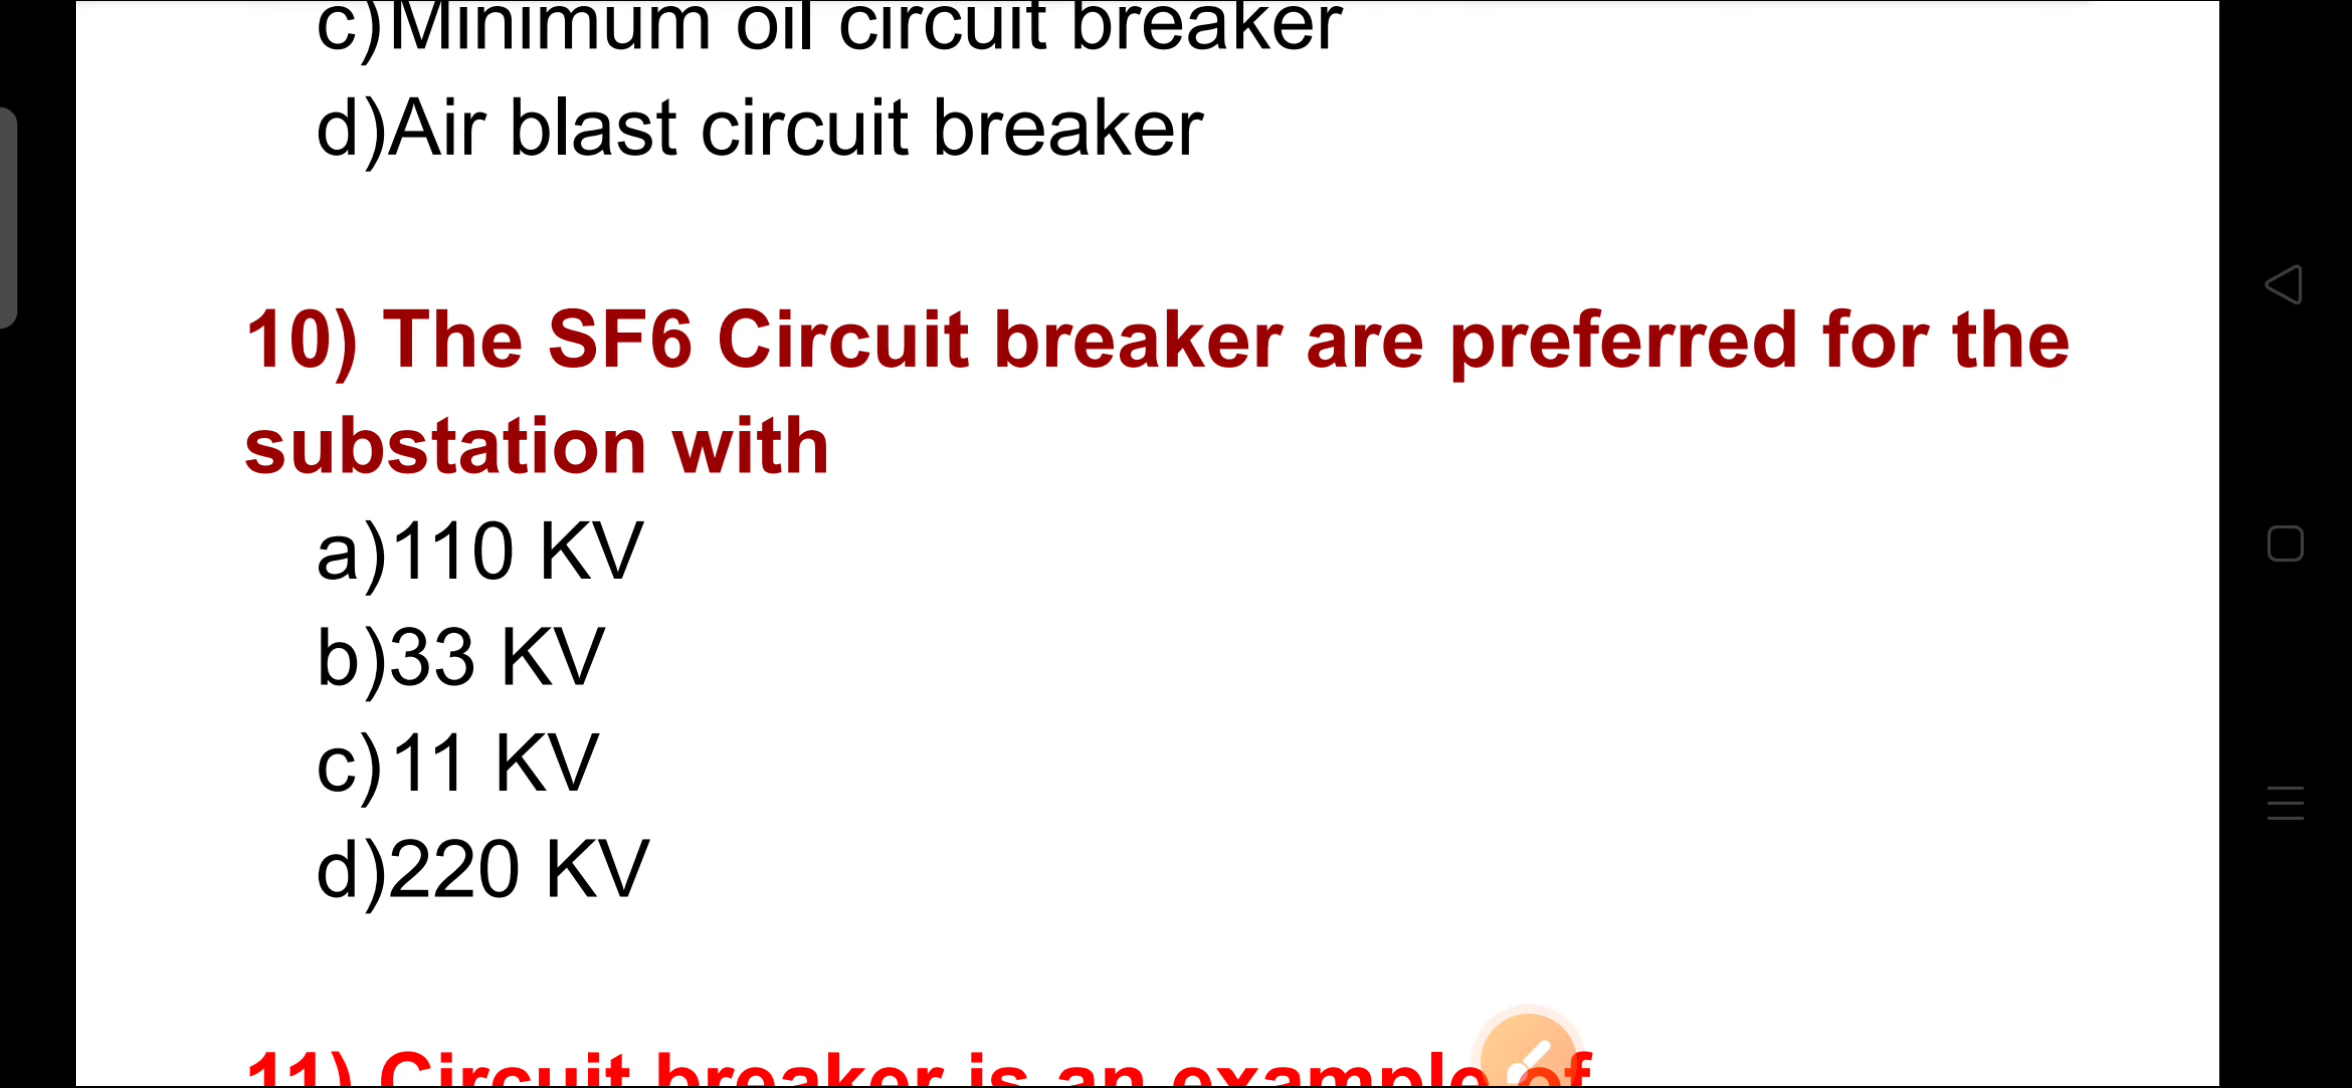 c)Minimum oil circuit breaker
d)Air blast circuit breaker
10) The SF6 Circuit breaker are preferred for the
substation with
a)110 KV
b)33 KV
c)11 KV
d)220 KV
11) Circuit breaker is an example of